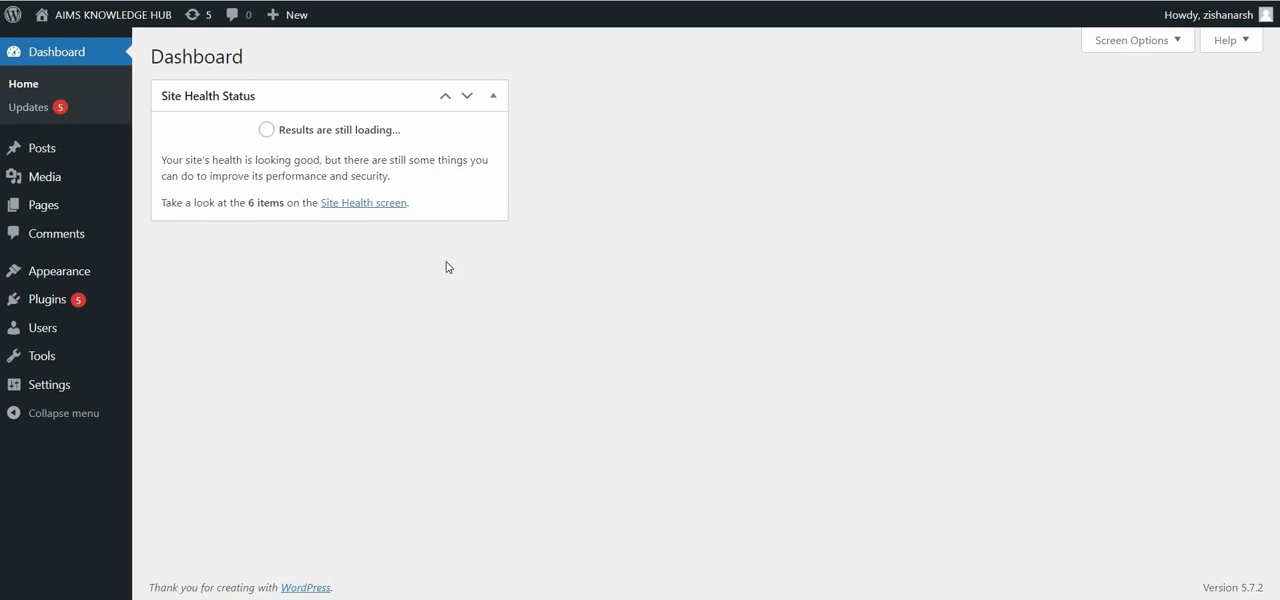 AIMS KNOWLEDGE HUB 5 0 New Howdy, zishanarsh
Dashboard
Home
Updates 5
Posts
Media
Pages
Comments
Appearance
Plugins 5
Users
Tools
Settings
Collapse menu
Screen Options Help
Dashboard
Site Health Status
Results are still loading...
Your site's health is looking good, but there are still some things you
can do to improve its performance and security.
Take a look at the 6 items on the Site Health screen.
Thank you for creating with WordPress. Version 5.7.2